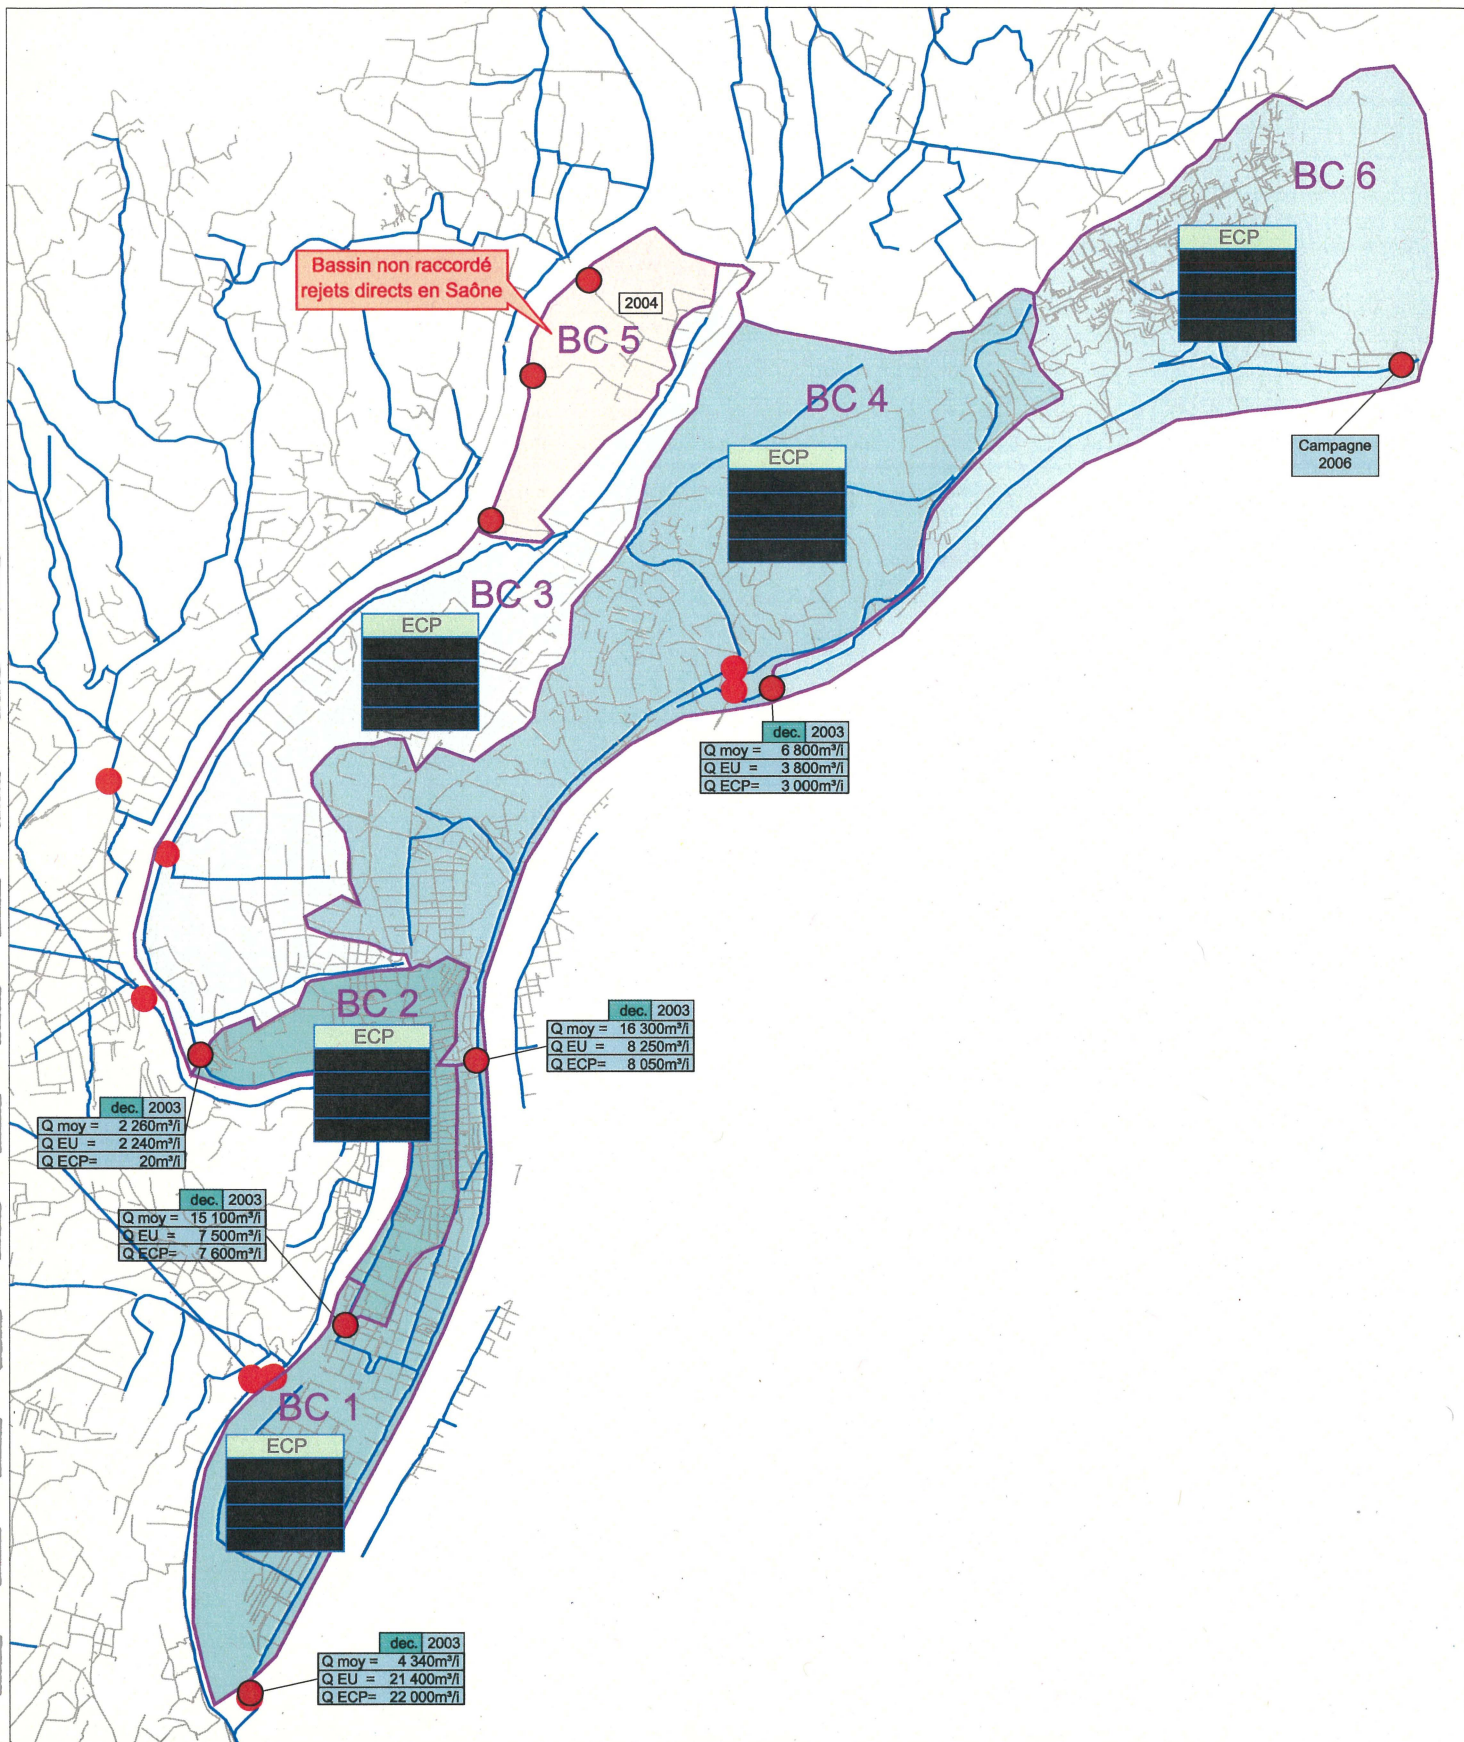 BC 6
ECP
Bassin non raccordé
rejets directs en Saône
2004
BC 5
BC 4
Campagne
2006
ECP
BC 3
ECP
dec. 2003
Q moy = 6 800m³/j
Q EU = 3 800m³/j
Q ECP= 3 000m³/j
BC 2
ECP
dec. 2003
Q moy = 16 300m³/j
Q EU = 8 250m³/j
Q ECP= 8 050m³/j
dec. 2003
Q moy = 2 260m³/j
Q EU = 2 240m³/j
Q ECP= 20m³/j
dec. 2003
Q moy = 15 100m³/j
Q EU = 7 500m³/j
Q ECP= 7 600m³/j
BC 1
ECP
dec. 2003
Q moy = 4 340m³/j
Q EU = 21 400m³/j
Q ECP= 22 000m³/j